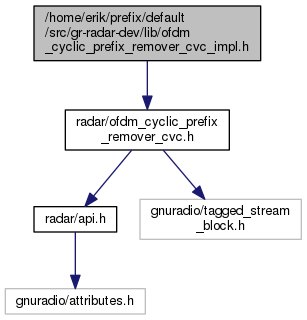 /home/erik/prefix/default
/src/gr-radar-dev/lib/ofdm
_cyclic_prefix_remover_cvc_impl.h
radar/ofdm_cyclic_prefix
_remover_cvc.h
radar/api.h
gnuradio/tagged_stream
_block.h
gnuradio/attributes.h